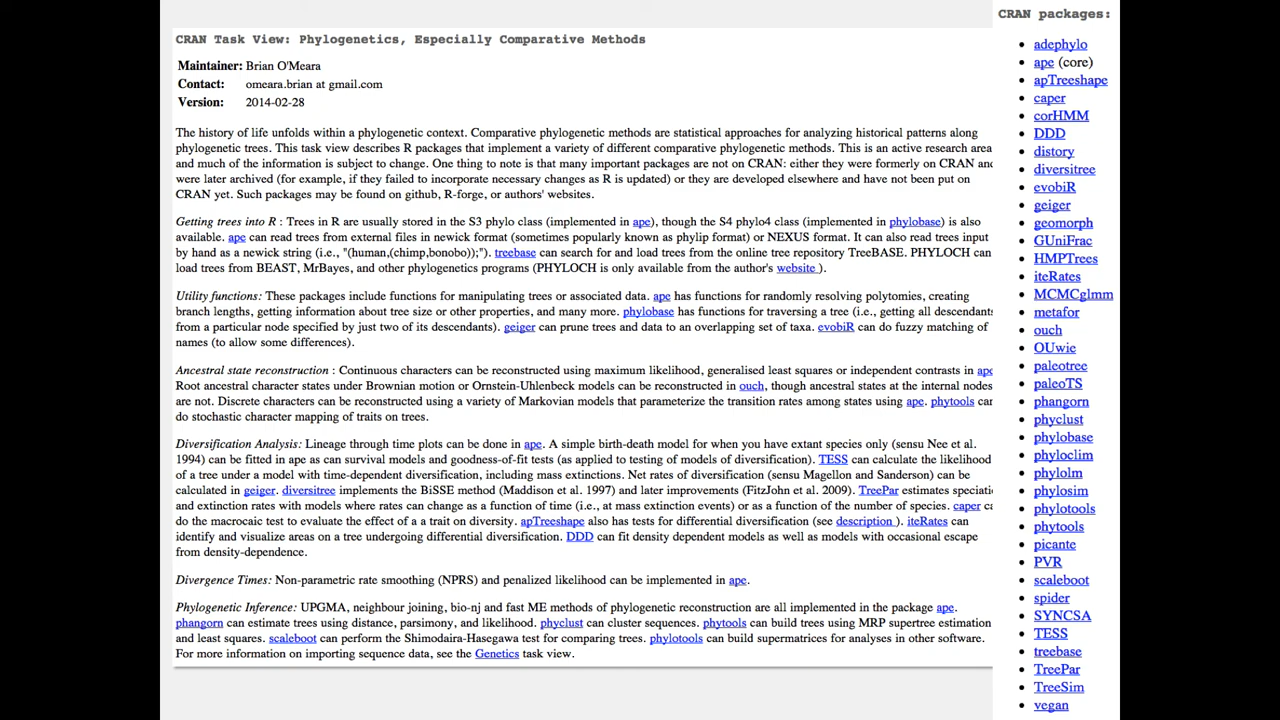 CRAN Task View: Phylogenetics, Especially Comparative Methods
Maintainer: Brian O'Meara
Contact: omeara.brian at gmail.com
Version: 2014-02-28
The history of life unfolds within a phylogenetic context. Comparative phylogenetic methods are statistical approaches for analyzing historical patterns along
phylogenetic trees. This task view describes R packages that implement a variety of different comparative phylogenetic methods. This is an active research area
and much of the information is subject to change. One thing to note is that many important packages are not on CRAN: either they were formerly on CRAN and
were later archived (for example, if they failed to incorporate necessary changes as R is updated) or they are developed elsewhere and have not been put on
CRAN yet. Such packages may be found on github, R-forge, or authors' websites.
Getting trees into R : Trees in R are usually stored in the S3 phylo class (implemented in ape), though the S4 phylo4 class (implemented in phylobase) is also
available. ape can read trees from external files in newick format (sometimes popularly known as phylip format) or NEXUS format. It can also read trees input
by hand as a newick string (i.e., "(human,(chimp,bonobo));"). treebase can search for and load trees from the online tree repository TreeBASE. PHYLOCH can
load trees from BEAST, MrBayes, and other phylogenetics programs (PHYLOCH is only available from the author's website ).
Utility functions: These packages include functions for manipulating trees or associated data. ape has functions for randomly resolving polytomies, creating
branch lengths, getting information about tree size or other properties, and many more. phylobase has functions for traversing a tree (i.e., getting all descendants
from a particular node specified by just two of its descendants). geiger can prune trees and data to an overlapping set of taxa. evobiR can do fuzzy matching of
names (to allow some differences).
Ancestral state reconstruction : Continuous characters can be reconstructed using maximum likelihood, generalised least squares or independent contrasts in ape
Root ancestral character states under Brownian motion or Ornstein-Uhlenbeck models can be reconstructed in ouch, though ancestral states at the internal nodes
are not. Discrete characters can be reconstructed using a variety of Markovian models that parameterize the transition rates among states using ape. phytools can
do stochastic character mapping of traits on trees.
Diversification Analysis: Lineage through time plots can be done in ape. A simple birth-death model for when you have extant species only (sensu Nee et al.
1994) can be fitted in ape as can survival models and goodness-of-fit tests (as applied to testing of models of diversification). TESS can calculate the likelihood
of a tree under a model with time-dependent diversification, including mass extinctions. Net rates of diversification (sensu Magellon and Sanderson) can be
calculated in geiger. diversitree implements the BiSSE method (Maddison et al. 1997) and later improvements (FitzJohn et al. 2009). TreePar estimates speciati
and extinction rates with models where rates can change as a function of time (i.e., at mass extinction events) or as a function of the number of species. caper c
do the macrocaic test to evaluate the effect of a a trait on diversity. apTreeshape also has tests for differential diversification (see description ). iteRates can
identify and visualize areas on a tree undergoing differential diversification. DDD can fit density dependent models as well as models with occasional escape
from density-dependence.
Divergence Times: Non-parametric rate smoothing (NPRS) and penalized likelihood can be implemented in ape.
Phylogenetic Inference: UPGMA, neighbour joining, bio-nj and fast ME methods of phylogenetic reconstruction are all implemented in the package ape.
phangorn can estimate trees using distance, parsimony, and likelihood. phyclust can cluster sequences. phytools can build trees using MRP supertree estimation
and least squares. scaleboot can perform the Shimodaira-Hasegawa test for comparing trees. phylotools can build supermatrices for analyses in other software.
For more information on importing sequence data, see the Genetics task view.
CRAN packages:
adephylo
ape (core)
apTreeshape
caper
corHMM
DDD
distory
diversitree
evobiR
geiger
geomorph
GUniFrac
HMPTrees
iteRates
MCMCglmm
metafor
ouch
OUwie
paleotree
paleoTS
phangorn
phyclust
phylobase
phyloclim
phylolm
phylosim
phylotools
phytools
picante
PVR
scaleboot
spider
SYNCSA
TESS
treebase
TreePar
TreeSim
vegan